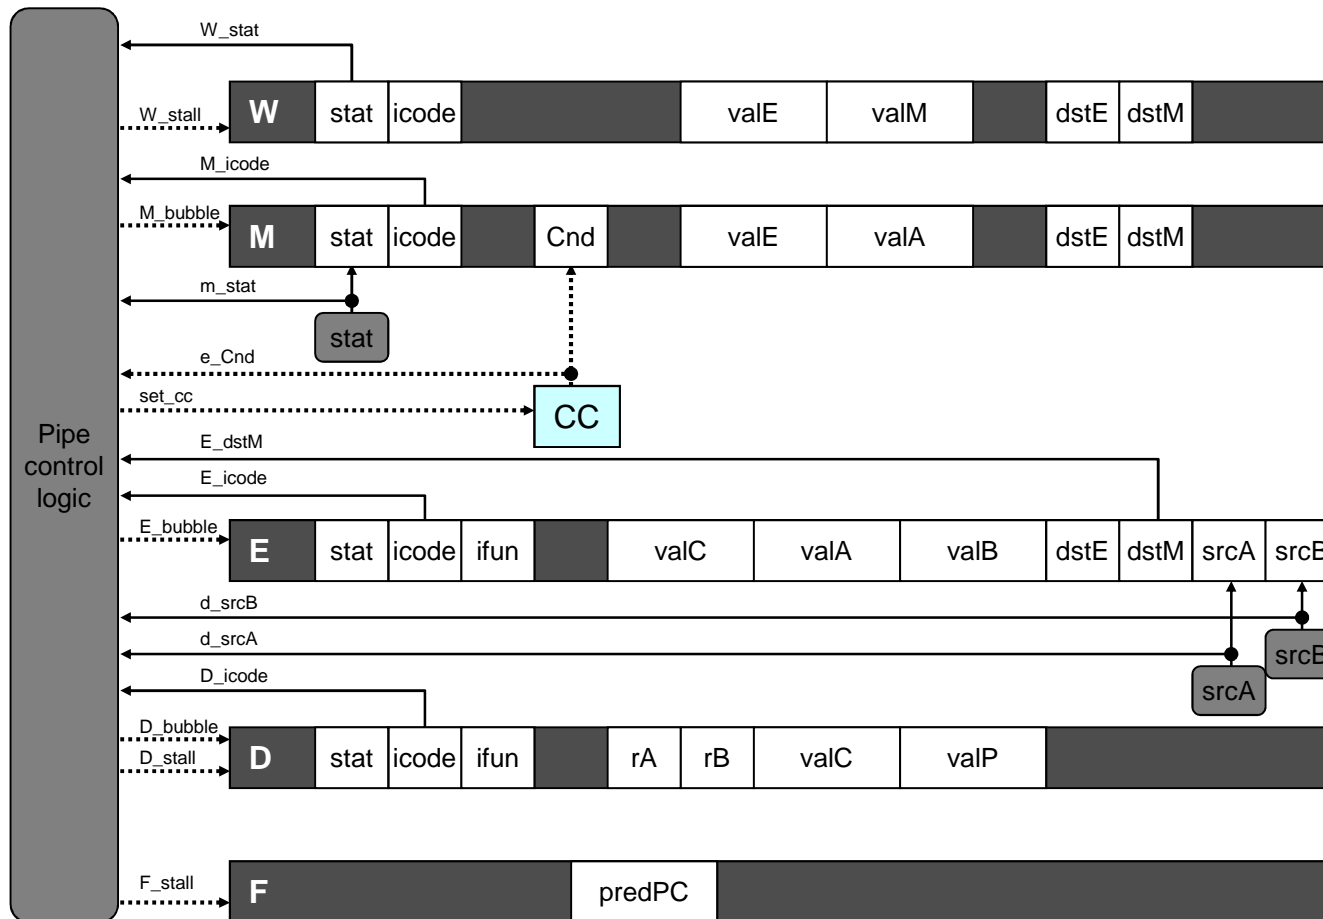 W_stat
W_stall
W stat icode valE valM dstE dstM
M_icode
M_bubble
M stat icode Cnd valE valA dstE dstM
m_stat
stat
e_Cnd
set_cc
CC
Pipe
control
logic
E_dstM
E_icode
E_bubble
E stat icode ifun valC valA valB dstE dstM srcA srcB
d_srcB
d_srcA
srcB
srcA
D_icode
D_bubble
D_stall
D stat icode ifun rA rB valC valP
F_stall
F predPC